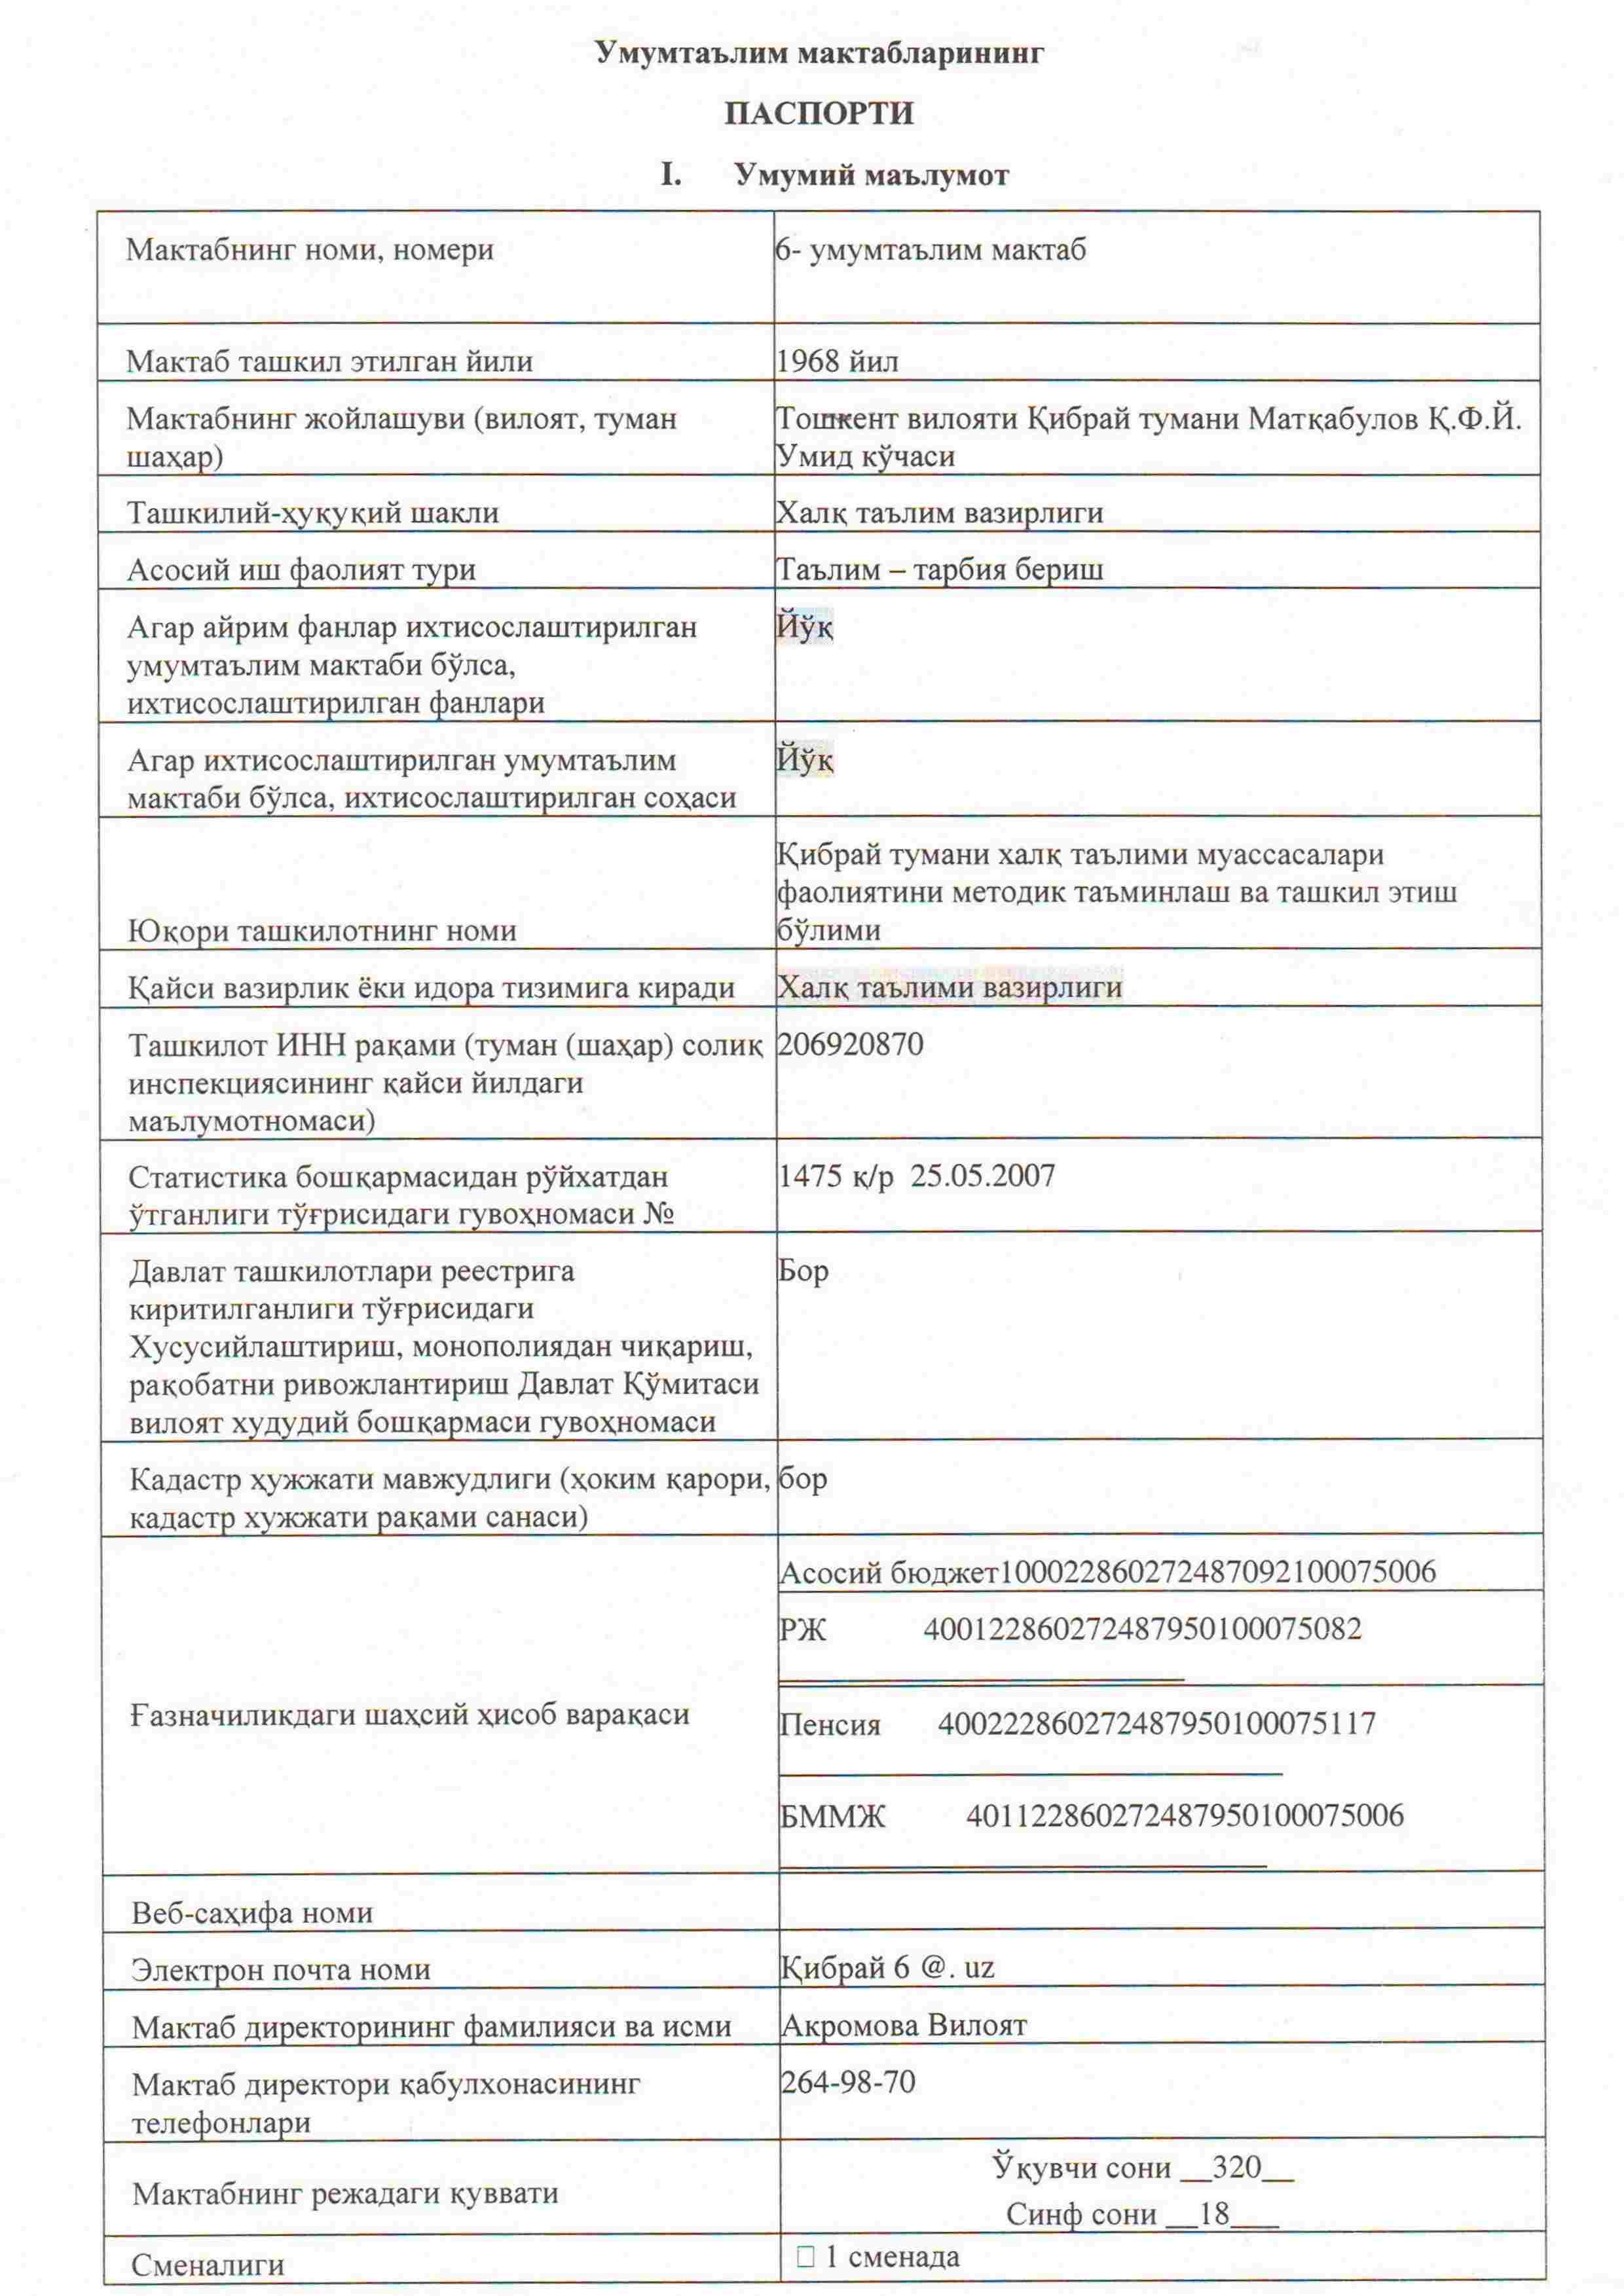 Умумтаълим мактабларининг
ПАСПОРТИ
I. Умумий маълумот
Мактабнинг номи, номери
6- умумтаълим мактаб
Мактаб ташкил этилган йили
1968 йил
Мактабнинг жойлашуви (вилоят, туман
шаҳар)
Тошкент вилояти Қибрай тумани Матқабулов Қ.Ф.Й.
Умид кўчаси
Ташкилий-ҳуқуқий шакли
Халқ таълим вазирлиги
Асосий иш фаолият тури
Таълим – тарбия бериш
Агар айрим фанлар ихтисослаштирилган
умумтаълим мактаби бўлса,
ихтисослаштирилган фанлари
Йўқ
Агар ихтисослаштирилган умумтаълим
мактаби бўлса, ихтисослаштирилган соҳаси
Йўқ
Юқори ташкилотнинг номи
Қибрай тумани халқ таълими муассасалари
фаолиятини методик таъминлаш ва ташкил этиш
бўлими
Қайси вазирлик ёки идора тизимига киради
Халқ таълими вазирлиги
Ташкилот ИНН рақами (туман (шаҳар) солиқ
инспекциясининг қайси йилдаги
маълумотномаси)
206920870
Статистика бошқармасидан рўйхатдан
ўтганлиги тўғрисидаги гувоҳномаси №
1475 қ/р 25.05.2007
Давлат ташкилотлари реестрига
киритилганлиги тўғрисидаги
Хусусийлаштириш, монополиядан чиқариш,
рақобатни ривожлантириш Давлат Қўмитаси
вилоят худудий бошқармаси гувоҳномаси
Бор
Кадастр ҳужжати мавжудлиги (ҳоким қарори,
кадастр хужжати рақами санаси)
бор
Ғазначиликдаги шаҳсий ҳисоб варақаси
Асосий бюджет100022860272487092100075006
РЖ 400122860272487950100075082
Пенсия 400222860272487950100075117
БММЖ 401122860272487950100075006
Веб-саҳифа номи
Электрон почта номи
Қибрай 6 @. uz
Мактаб директорининг фамилияси ва исми
Акромова Вилоят
Мактаб директори қабулхонасининг
телефонлари
264-98-70
Мактабнинг режадаги қуввати
Ўқувчи сони __320__
Синф сони __18___
Сменалиги
☐ 1 сменада